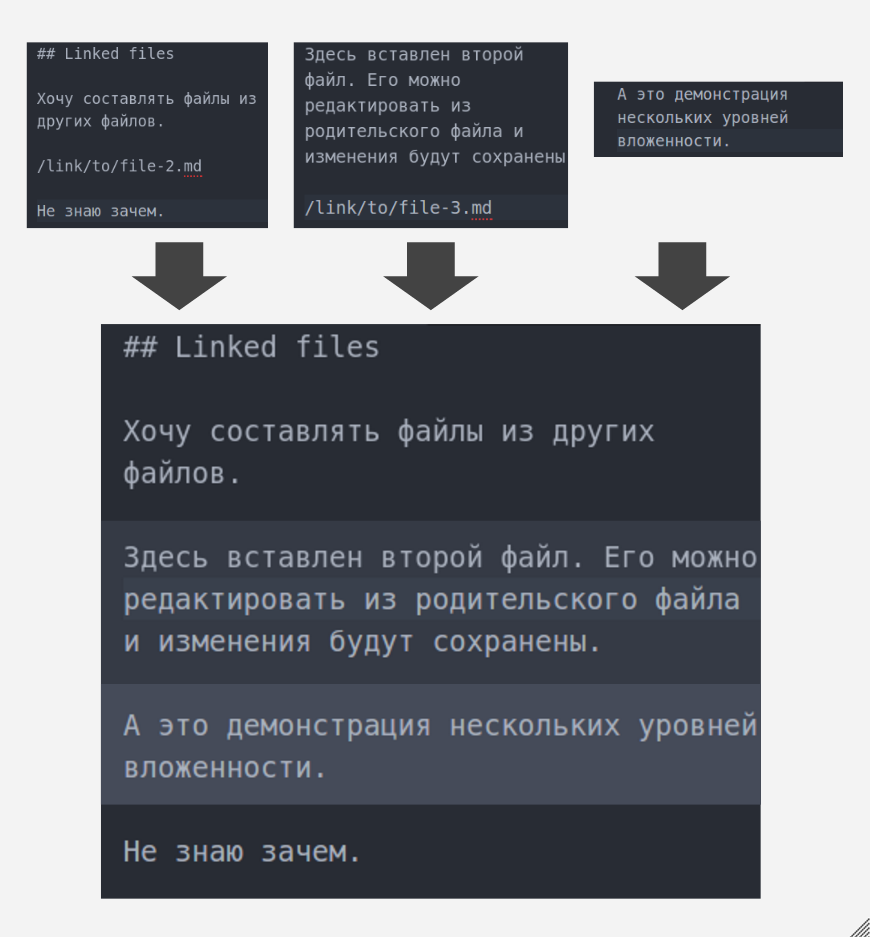 ## Linked files
Хочу составлять файлы из
других файлов.
/link/to/file-2.md
Не знаю зачем.
Здесь вставлен второй
файл. Его можно
редактировать из
родительского файла и
изменения будут сохранены
/link/to/file-3.md
А это демонстрация
нескольких уровней
вложенности.
## Linked files
Хочу составлять файлы из других
файлов.
Здесь вставлен второй файл. Его можно
редактировать из родительского файла
и изменения будут сохранены.
А это демонстрация нескольких уровней
вложенности.
Не знаю зачем.